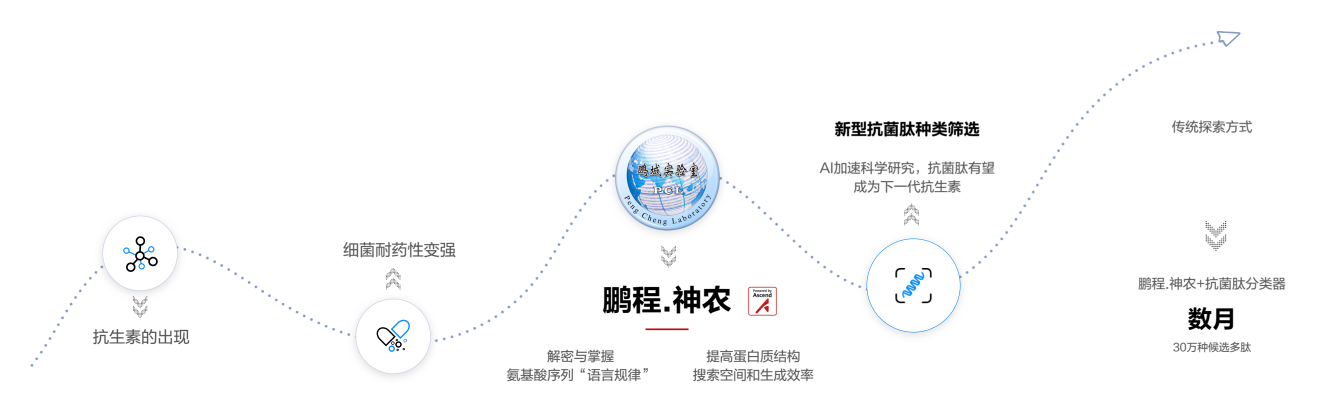 抗生素的出现
细菌耐药性变强
鹏城实验室
PCL
Peng Cheng Laboratory
鹏程.神农
Powered by
Ascend
解密与掌握
氨基酸序列“语言规律”
提高蛋白质结构
搜索空间和生成效率
新型抗菌肽种类筛选
AI加速科学研究，抗菌肽有望
成为下一代抗生素
传统探索方式
鹏程.神农+抗菌肽分类器
数月
30万种候选多肽